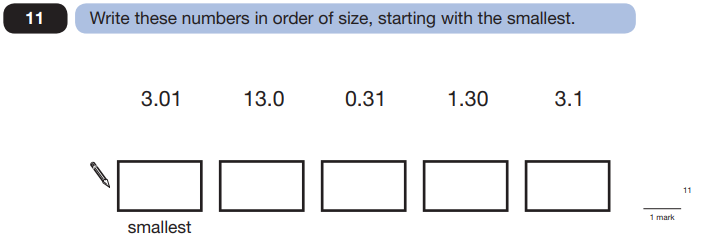 11 Write these numbers in order of size, starting with the smallest.
3.01 13.0 0.31 1.30 3.1
smallest
11
1 mark